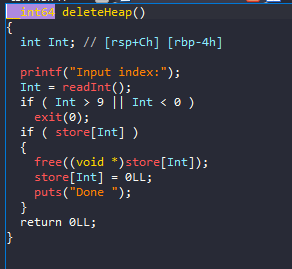 __int64 deleteHeap()
{
int Int; // [rsp+Ch] [rbp-4h]
printf("Input index:");
Int = readInt();
if ( Int > 9 || Int < 0 )
exit(0);
if ( store[Int] )
{
free((void *)store[Int]);
store[Int] = 0LL;
puts("Done ");
}
return 0LL;
}